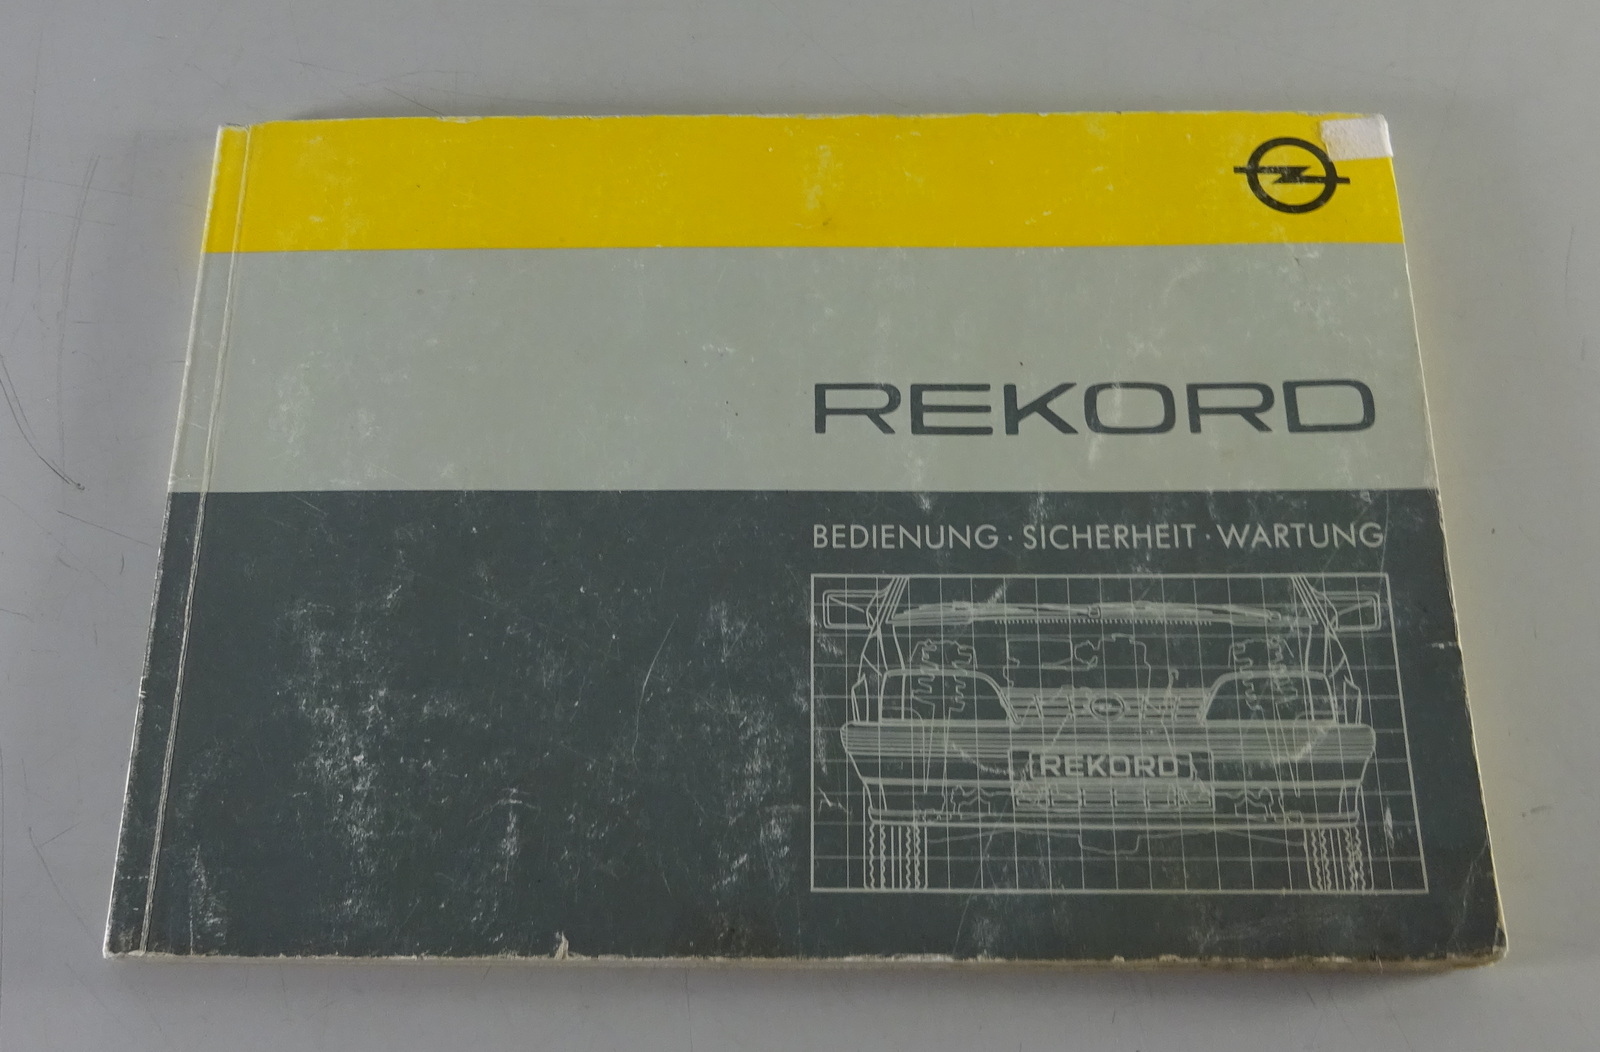 REKORD
BEDIENUNG · SICHERHEIT · WARTUNG
REKORD